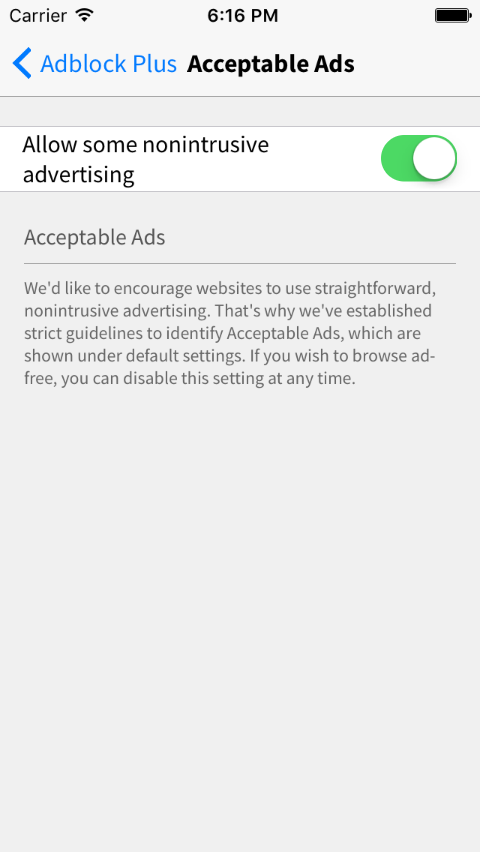 Carrier 6:16 PM
Adblock Plus Acceptable Ads
Allow some nonintrusive
advertising
Acceptable Ads
We'd like to encourage websites to use straightforward,
nonintrusive advertising. That's why we've established
strict guidelines to identify Acceptable Ads, which are
shown under default settings. If you wish to browse ad-
free, you can disable this setting at any time.